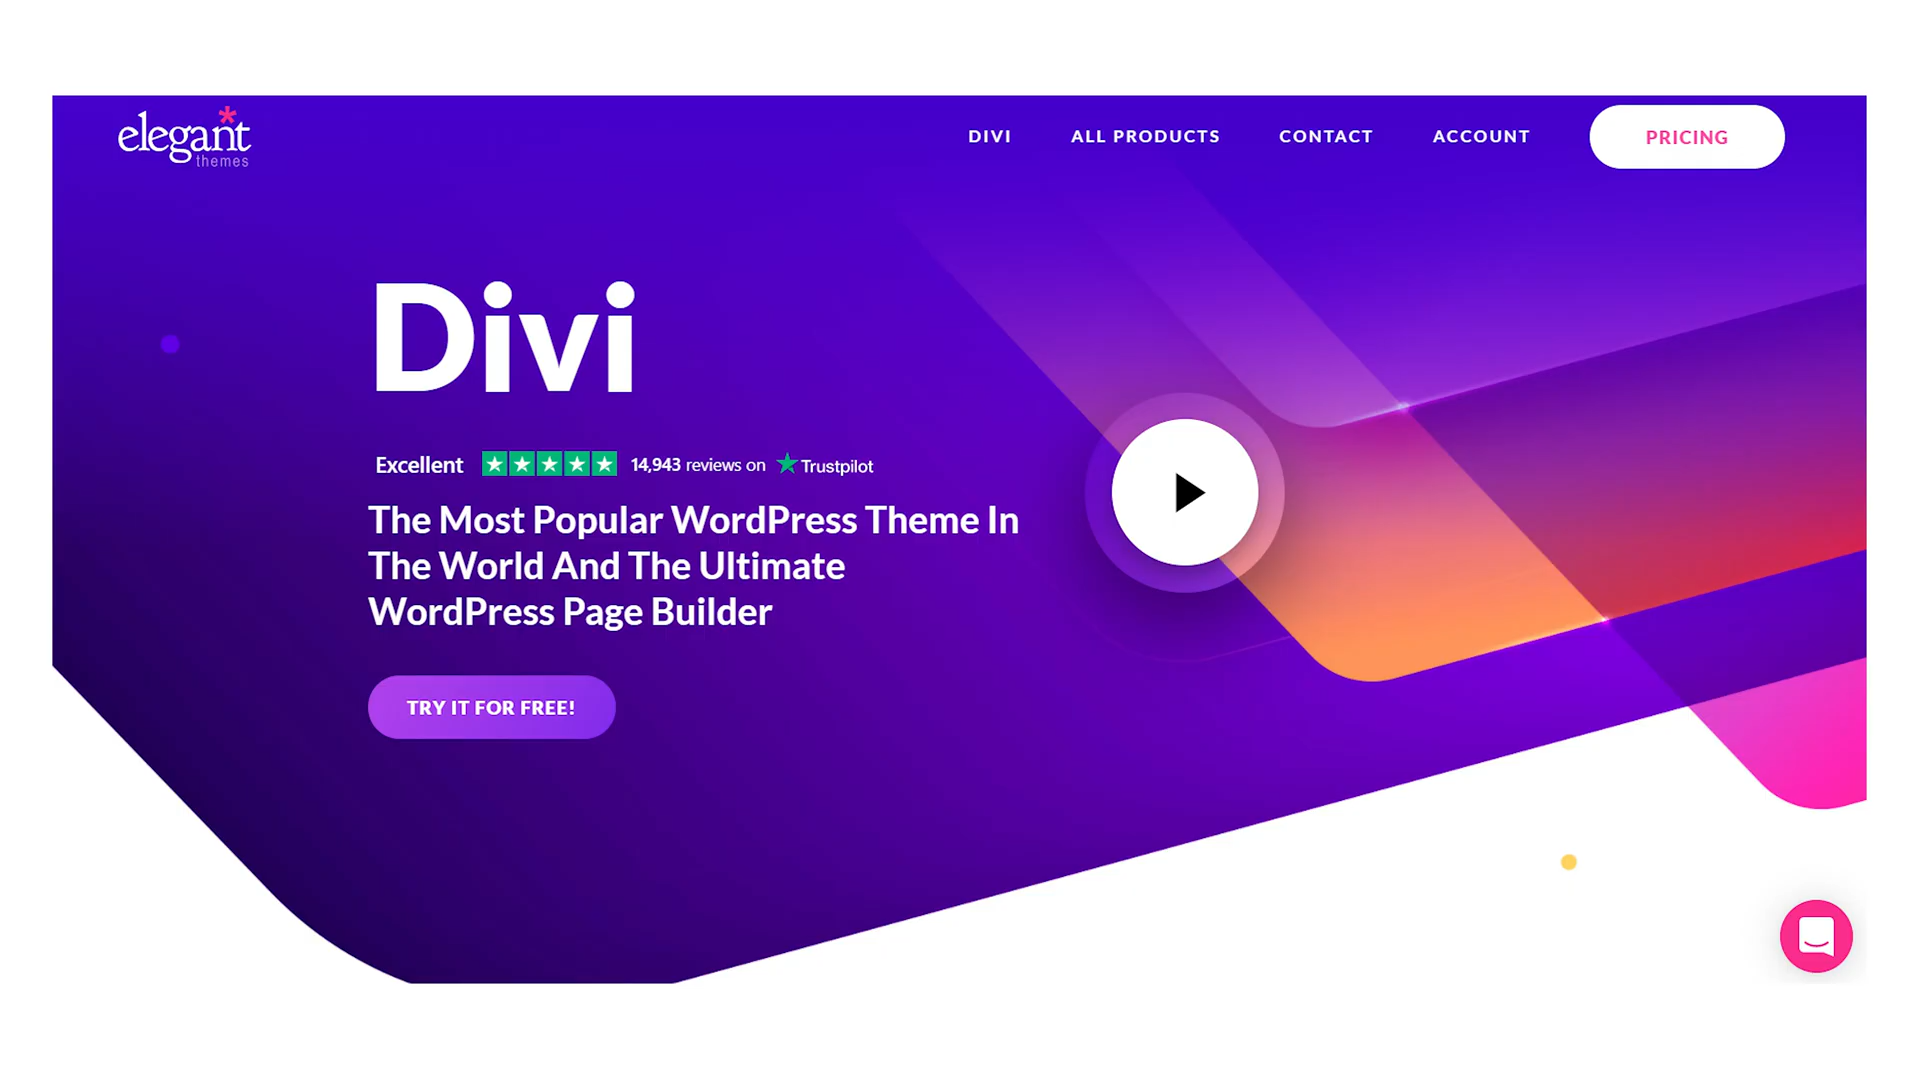 elegant
themes
DIVI ALL PRODUCTS CONTACT ACCOUNT PRICING
Divi
Excellent 14,943 reviews on Trustpilot
The Most Popular WordPress Theme In
The World And The Ultimate
WordPress Page Builder
TRY IT FOR FREE!